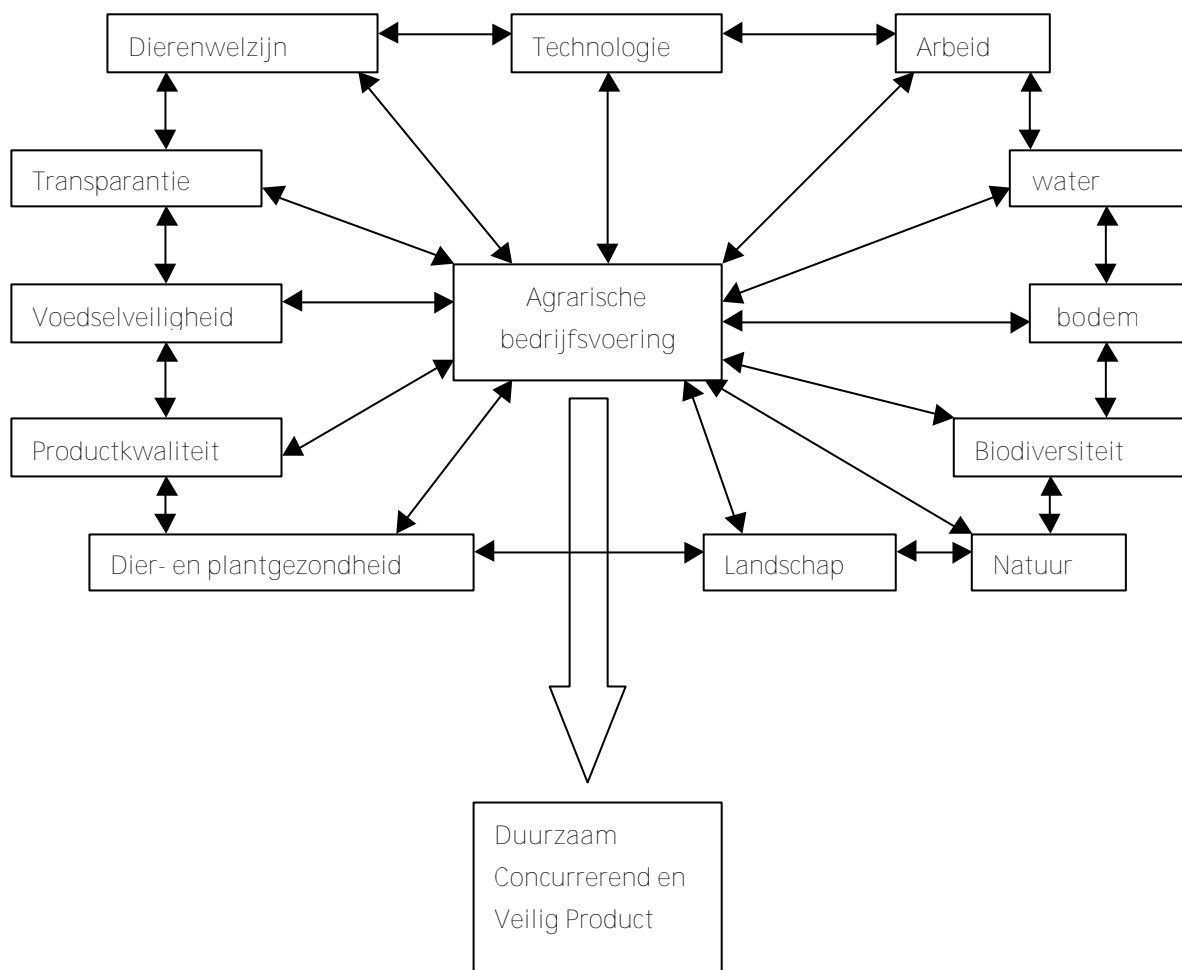 Dierenwelzijn
Technologie
Arbeid
Transparantie
water
Agrarische
bedrijfsvoering
Voedselveiligheid
bodem
Productkwaliteit
Biodiversiteit
Dier- en plantgezondheid
Landschap
Natuur
Duurzaam
Concurrerend en
Veilig Product